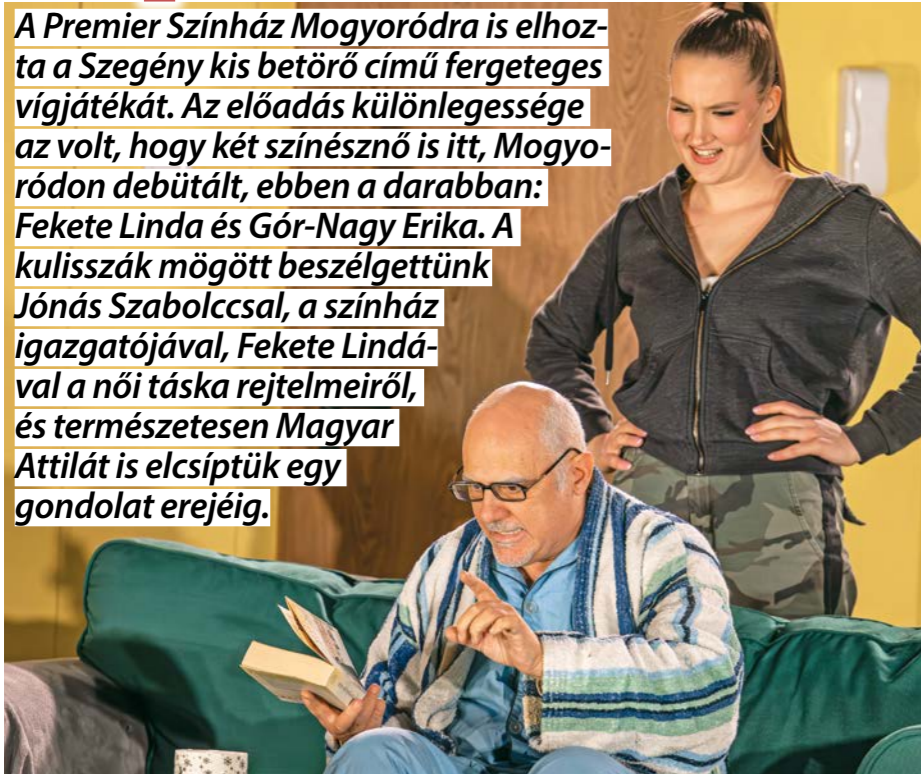 A Premier Színház Mogyoródra is elhoz-
ta a Szegény kis betörő című fergeteges
vígjátékát. Az előadás különlegessége
az volt, hogy két színésznő is itt, Mogyo-
ródon debütált, ebben a darabban:
Fekete Linda és Gór-Nagy Erika. A
kulisszák mögött beszélgettünk
Jónás Szabolccsal, a színház
igazgatójával, Fekete Lindá-
val a női táska rejtelmeiről,
és természetesen Magyar
Attilát is elcsíptük egy
gondolat erejéig.